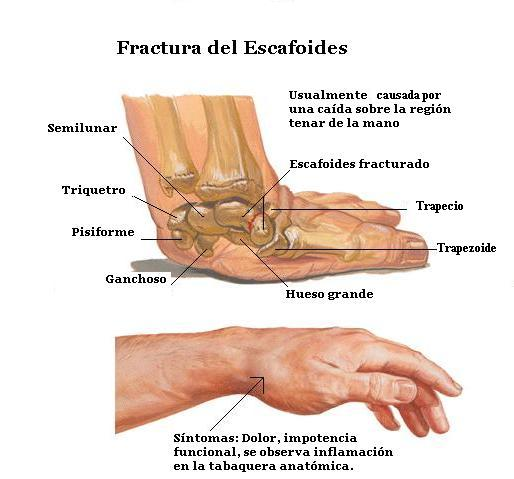 Fractura del Escafoides
Usualmente causada por
una caída sobre la región
tenar de la mano
Semilunar
Escafoides fracturado
Triquetro
Trapecio
Pisiforme
Trapezoide
Ganchoso
Hueso grande
Síntomas: Dolor, impotencia
funcional, se observa inflamación
en la tabaquera anatómica.